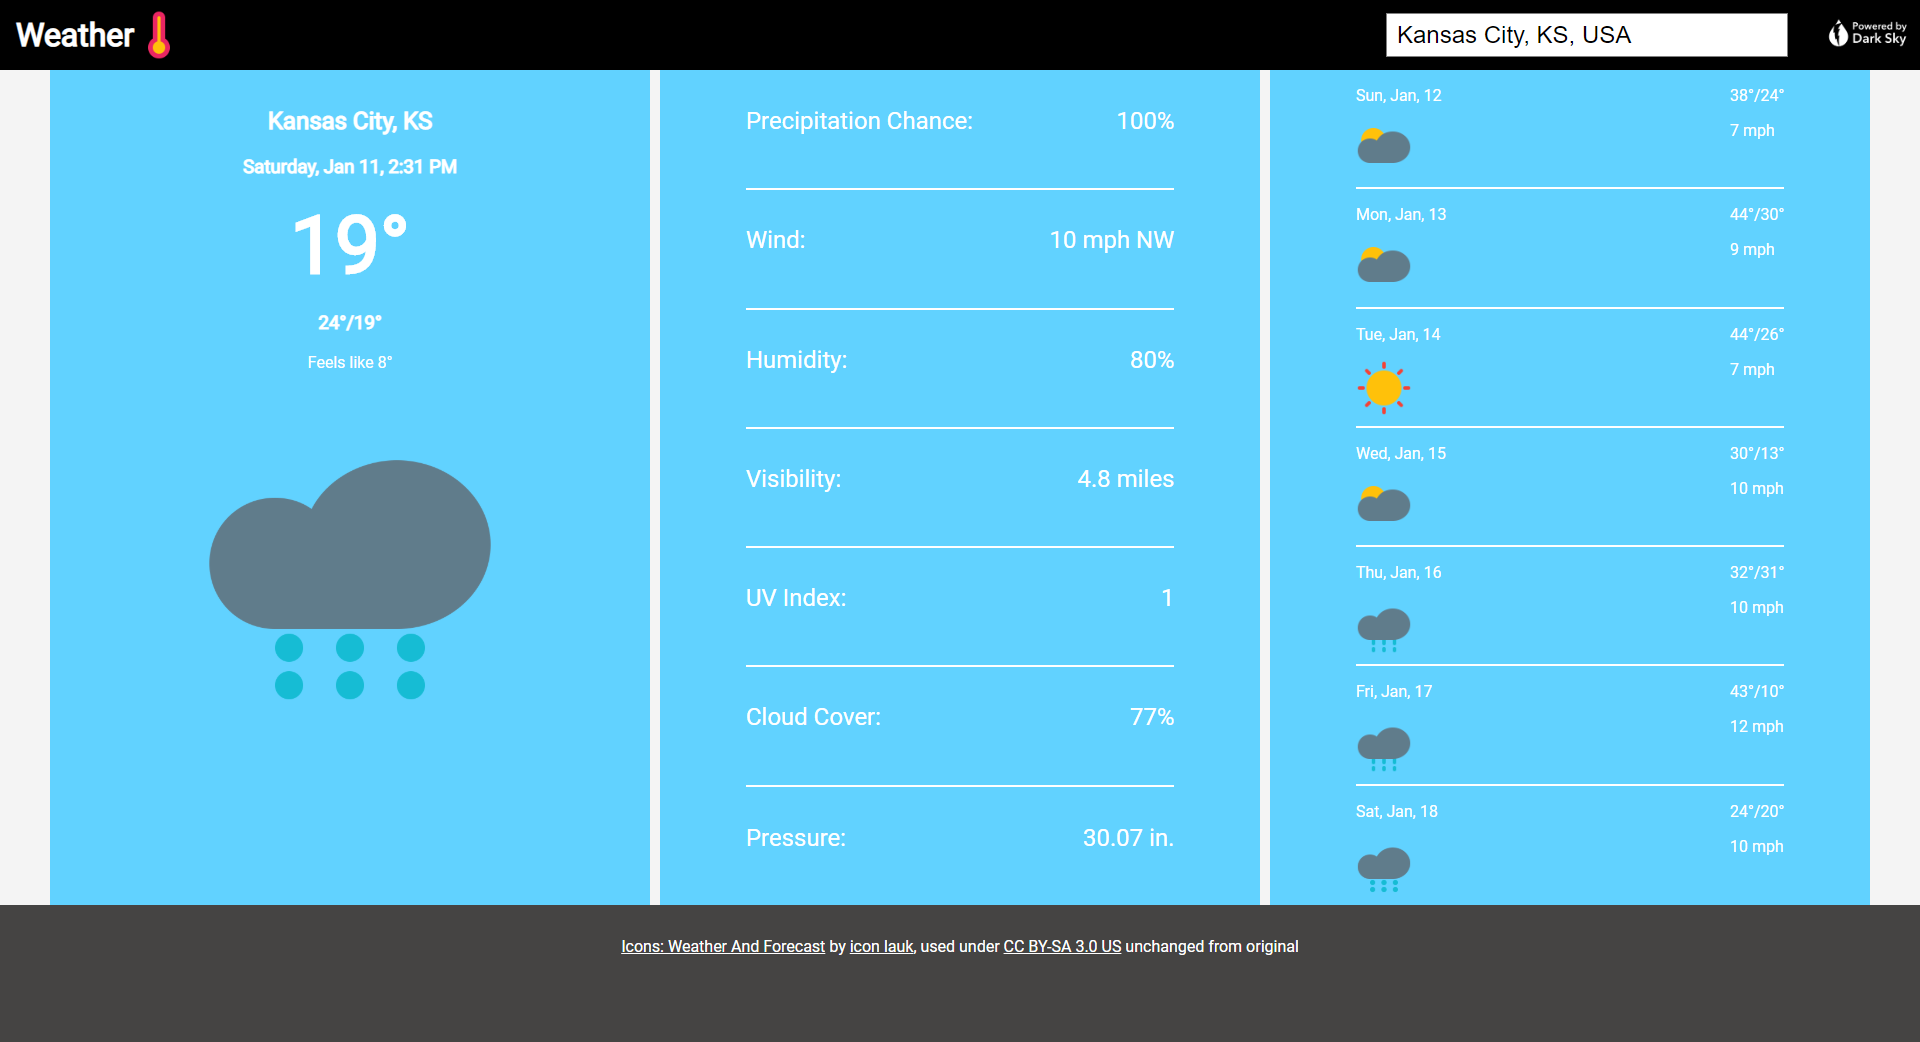 Weather
Kansas City, KS, USA
Powered by
Dark Sky
Kansas City, KS
Saturday, Jan 11, 2:31 PM
19°
24°/19°
Feels like 8°
Precipitation Chance: 100%
Wind: 10 mph NW
Humidity: 80%
Visibility: 4.8 miles
UV Index: 1
Cloud Cover: 77%
Pressure: 30.07 in.
Sun, Jan, 12 38°/24°
7 mph
Mon, Jan, 13 44°/30°
9 mph
Tue, Jan, 14 44°/26°
7 mph
Wed, Jan, 15 30°/13°
10 mph
Thu, Jan, 16 32°/31°
10 mph
Fri, Jan, 17 43°/10°
12 mph
Sat, Jan, 18 24°/20°
10 mph
Icons: Weather And Forecast by icon lauk, used under CC BY-SA 3.0 US unchanged from original